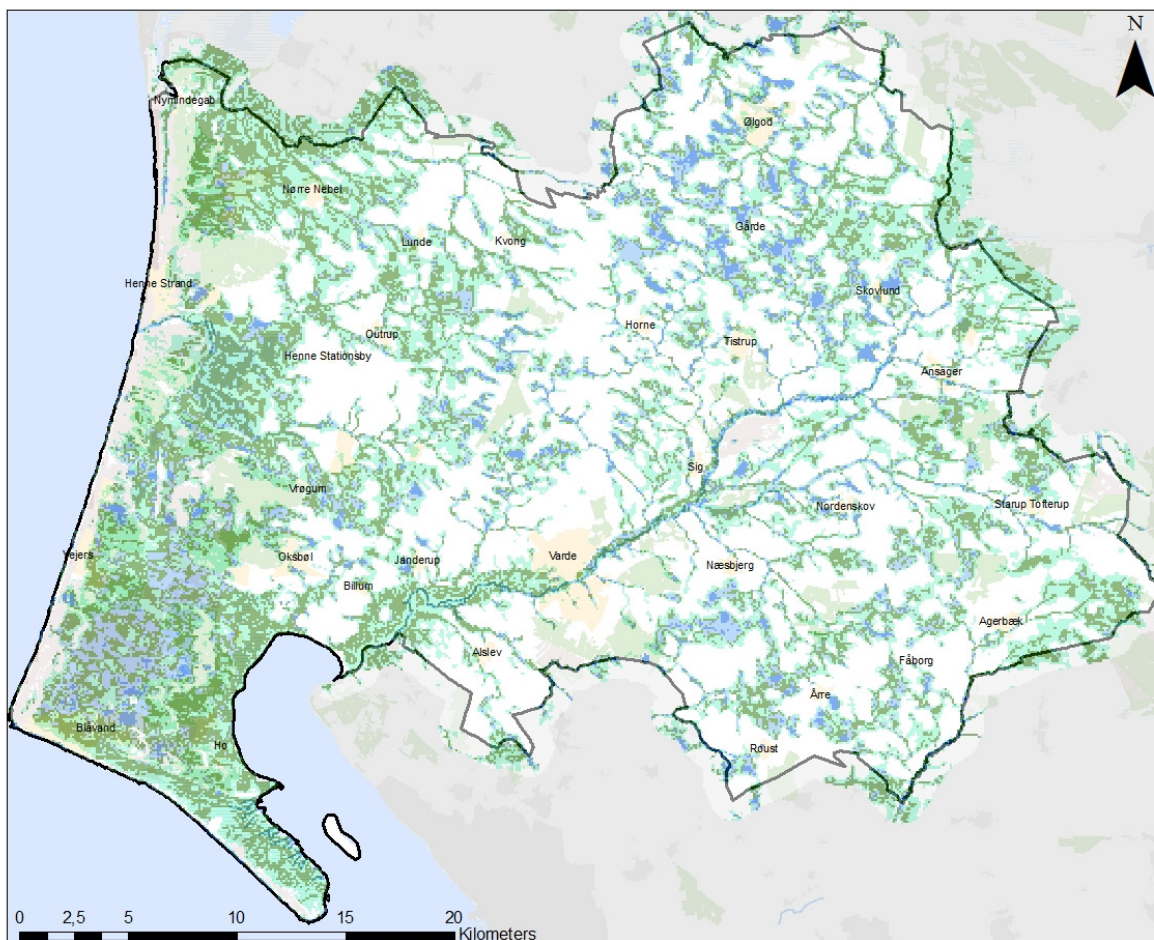 N
Nymindegab
Ølgod
Nørre Nebel
Gårde
Lunde
Kvong
Henne Strand
Skovlund
Horne
Outrup
Tistrup
Henne Stationsby
Ansager
Sig
Vrøgum
Nordenskov
Starup Tofterup
Vejers
Oksbøl
Janderup
Varde
Næsbjerg
Billum
Agerbæk
Alslev
Fåborg
Årre
Blåvand
Ho
Roust
0 2,5 5 10 15 20
Kilometers